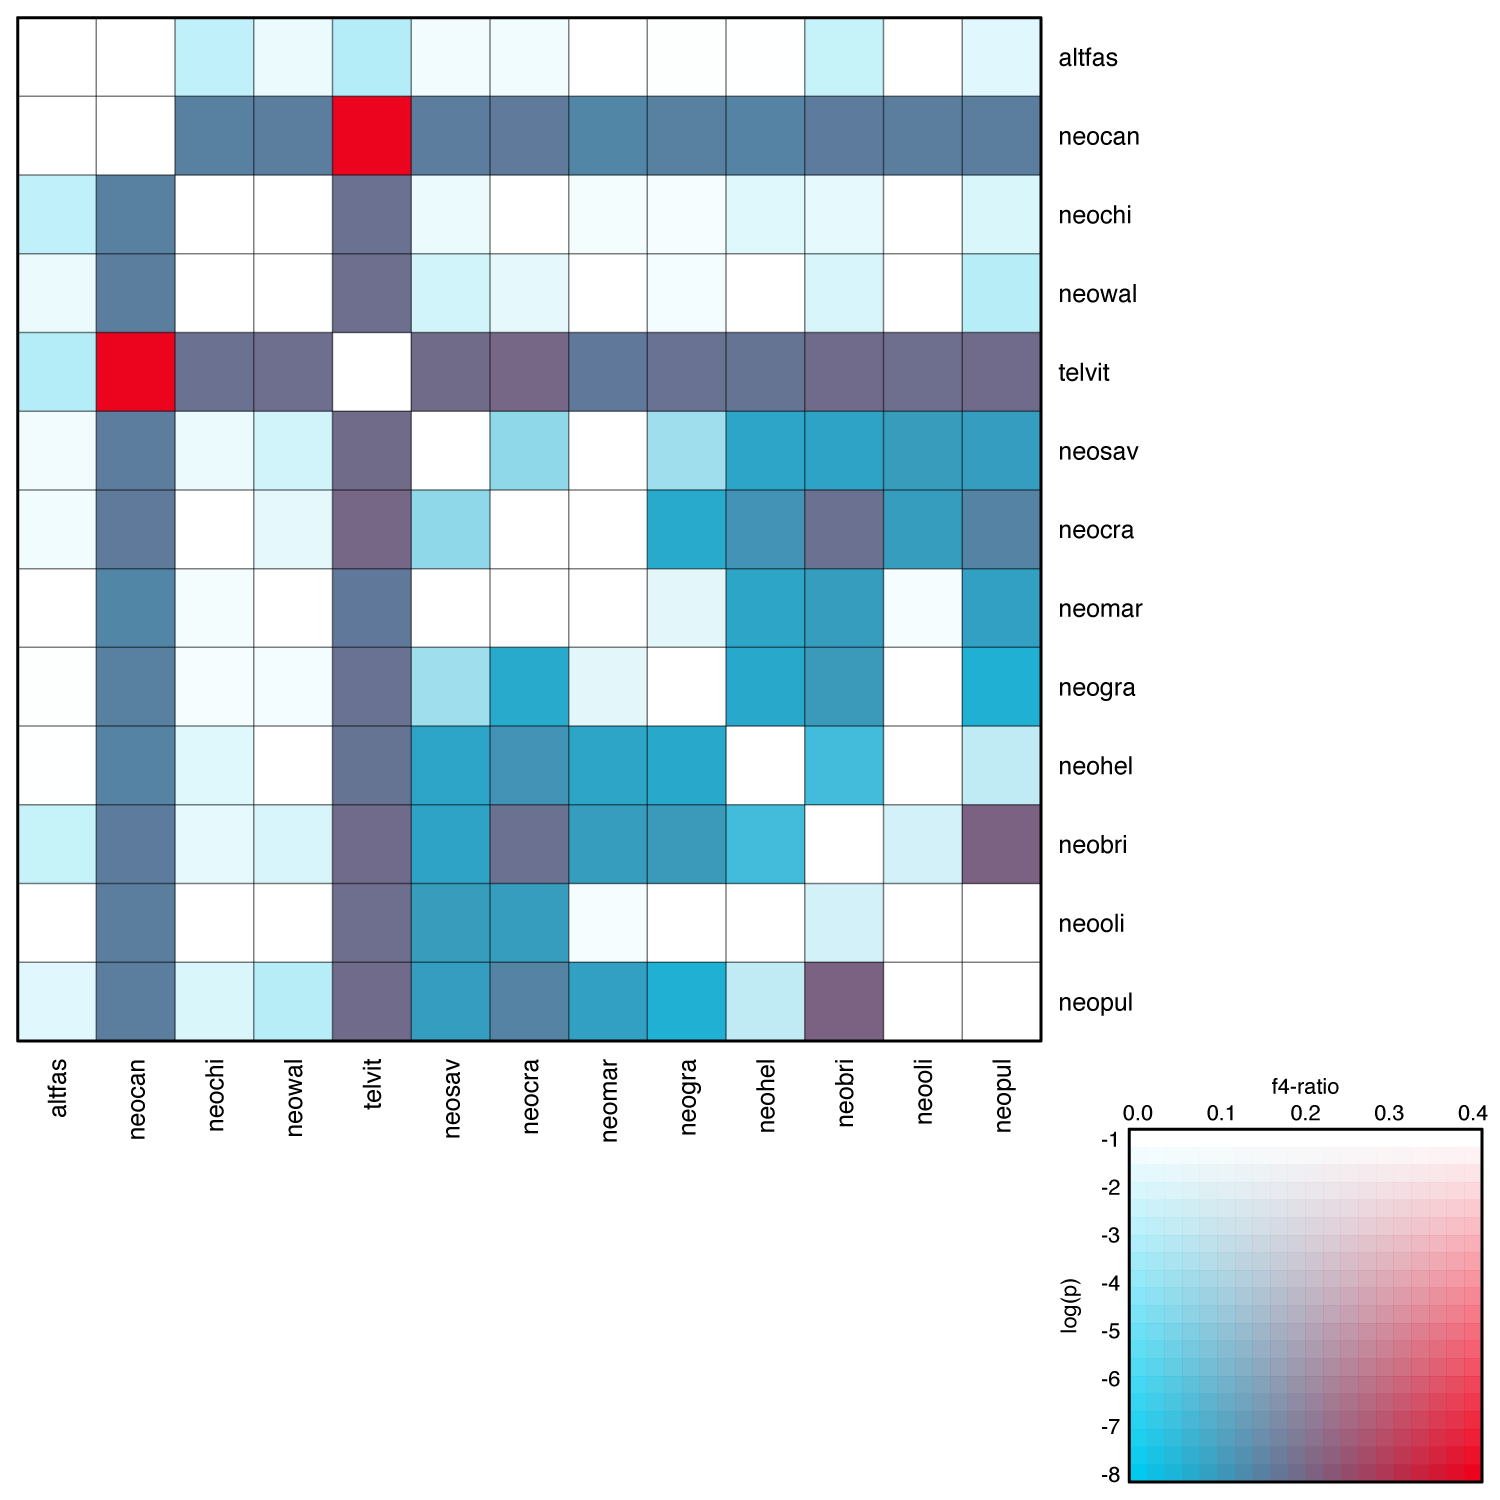 altfas
neocan
neochi
neowal
telvit
neosav
neocra
neomar
neogra
neohel
neobri
neooli
neopul
altfas neocan neochi neowal telvit neosav neocra neomar neogra neohel neobri neooli neopul
f4-ratio
0.0 0.1 0.2 0.3 0.4
-1
-2
-3
-4
-5
-6
-7
-8
log(p)